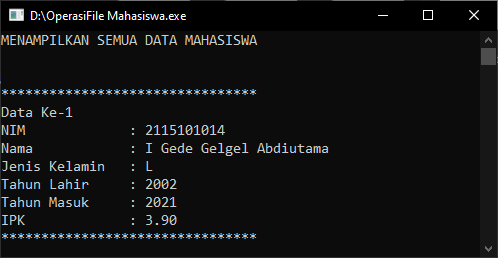 D:\OperasiFile Mahasiswa.exe
MENAMPILKAN SEMUA DATA MAHASISWA
********************************
Data Ke-1
NIM : 2115101014
Nama : I Gede Gelgel Abdiutama
Jenis Kelamin : L
Tahun Lahir : 2002
Tahun Masuk : 2021
IPK : 3.90
********************************